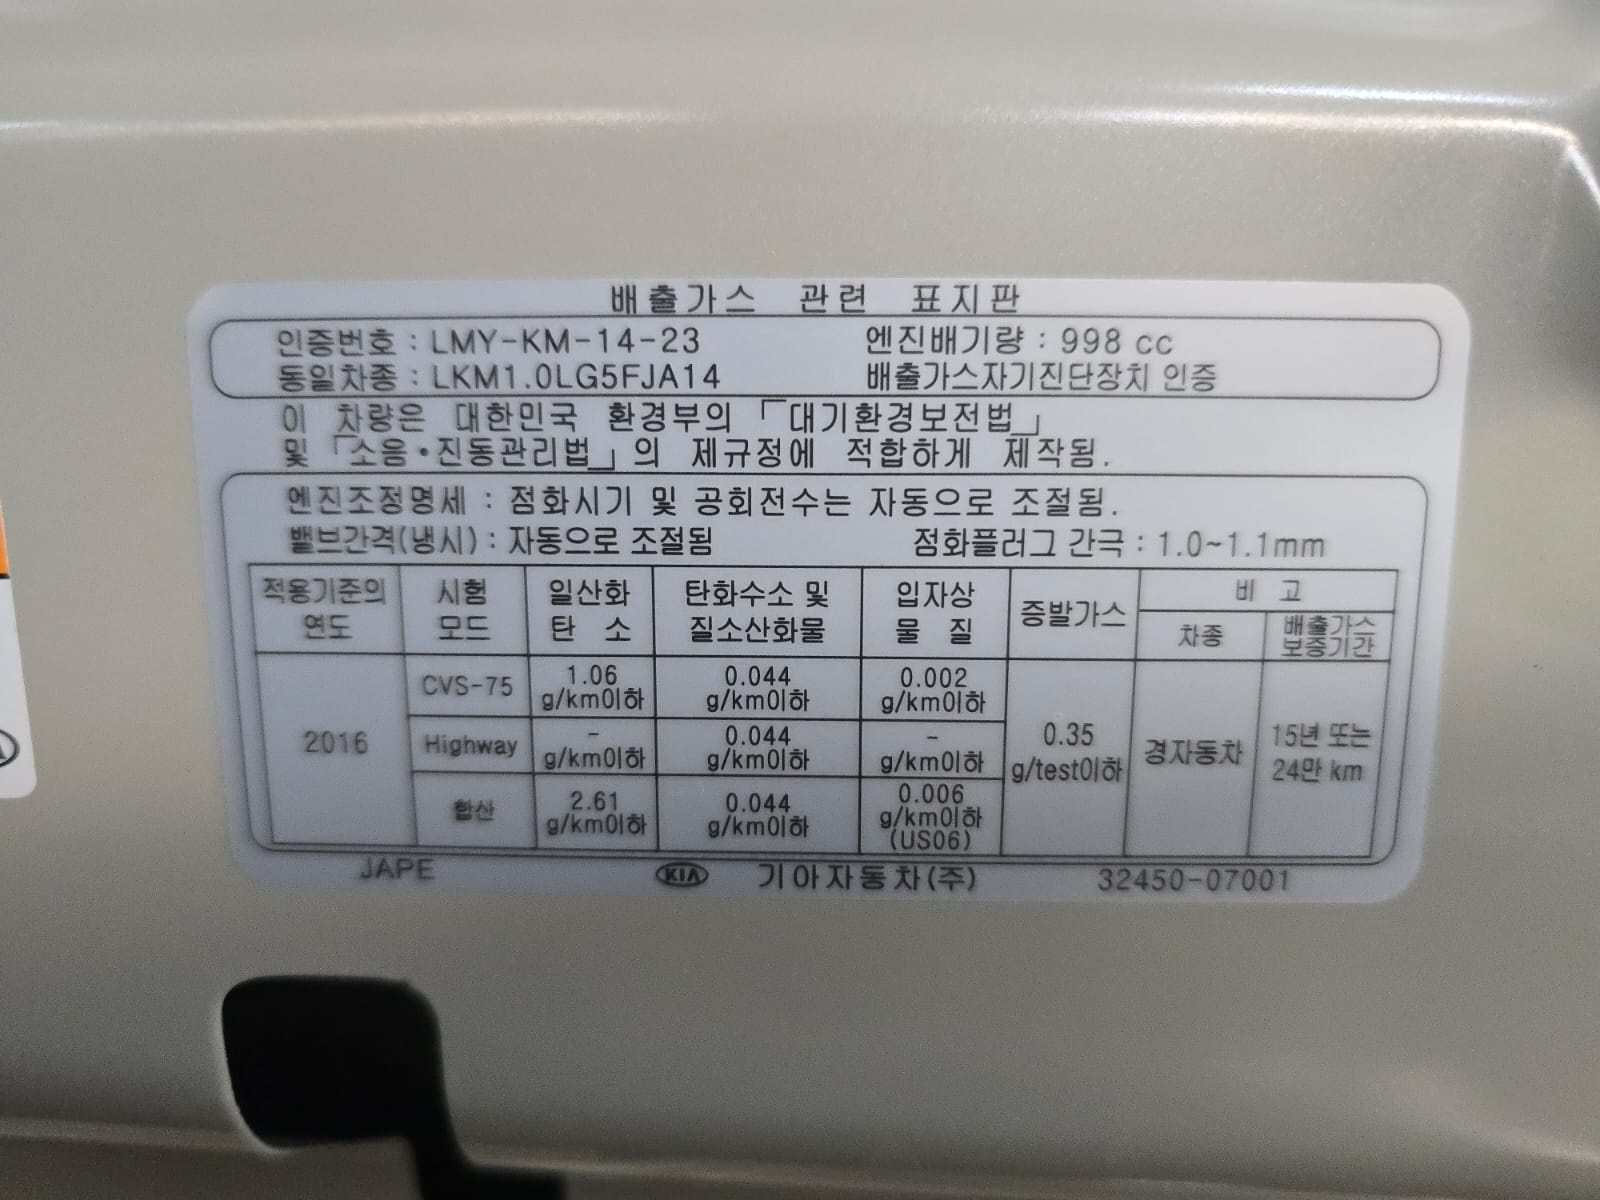 배출가스 관련 표지판
인증번호 : LMY-KM-14-23 엔진배기량 : 998 cc
동일차종 : LKM1.0LG5FJA14 배출가스자기진단장치 인증
이 차량은 대한민국 환경부의 「대기환경보전법」
및 「소음·진동관리법」의 제규정에 적합하게 제작됨.
엔진조정명세 : 점화시기 및 공회전수는 자동으로 조절됨.
밸브간격(냉시) : 자동으로 조절됨 점화플러그 간극 : 1.0~1.1mm
적용기준의 연도 시험 모드 일산화 탄소 탄화수소 및 질소산화물 입자상 물질 증발가스 비고
차종 배출가스 보증기간
2016 CVS-75 1.06 g/km이하 0.044 g/km이하 0.002 g/km이하 0.35 g/test이하 경자동차 15년 또는 24만 km
Highway - g/km이하 0.044 g/km이하 - g/km이하
합산 2.61 g/km이하 0.044 g/km이하 0.006 g/km이하 (US06)
JAPE KIA 기아자동차(주) 32450-07001